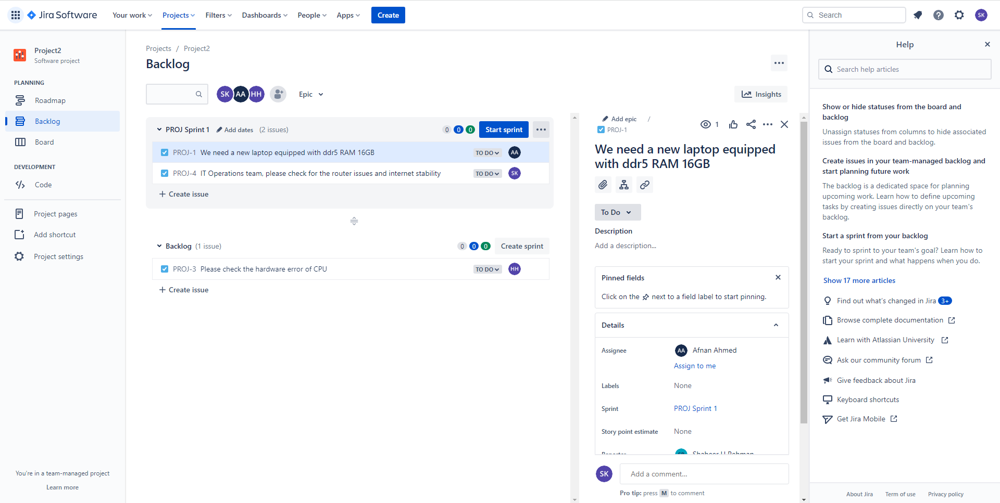 Jira Software
Your work
Projects
Filters
Dashboards
People
Apps
Create
Search
SK
Project2
Software project
PLANNING
Roadmap
Backlog
Board
DEVELOPMENT
Code
Project pages
Add shortcut
Project settings
You're in a team-managed project
Learn more
Projects / Project2
Backlog
SK AA HH
Epic
Insights
PROJ Sprint 1 Add dates (2 issues) 0 0 0 Start sprint
PROJ-1 We need a new laptop equipped with ddr5 RAM 16GB TO DO AA
PROJ-4 IT Operations team, please check for the router issues and internet stability TO DO SK
+ Create issue
Backlog (1 issue) 0 0 0 Create sprint
PROJ-3 Please check the hardware error of CPU TO DO HH
+ Create issue
Add epic /
PROJ-1
1
We need a new laptop equipped
with ddr5 RAM 16GB
To Do
Description
Add a description...
Pinned fields
Click on the next to a field label to start pinning.
Details
Assignee AA Afnan Ahmed
Assign to me
Labels None
Sprint PROJ Sprint 1
Story point estimate None
Reporter
SK Add a comment...
Pro tip: press M to comment
Help
Search help articles
Show or hide statuses from the board and
backlog
Unassign statuses from columns to hide associated
issues from the board and backlog.
Create issues in your team-managed backlog and
start planning future work
The backlog is a dedicated space for planning
upcoming work. Learn how to define upcoming
tasks by creating issues directly on your team's
backlog.
Start a sprint from your backlog
Ready to sprint to your team's goal? Learn how to
start your sprint and what happens when you do.
Show 17 more articles
Find out what's changed in Jira 3+
Browse complete documentation
Learn with Atlassian University
Ask our community forum
Give feedback about Jira
Keyboard shortcuts
Get Jira Mobile
About Jira
Term of use
Privacy policy